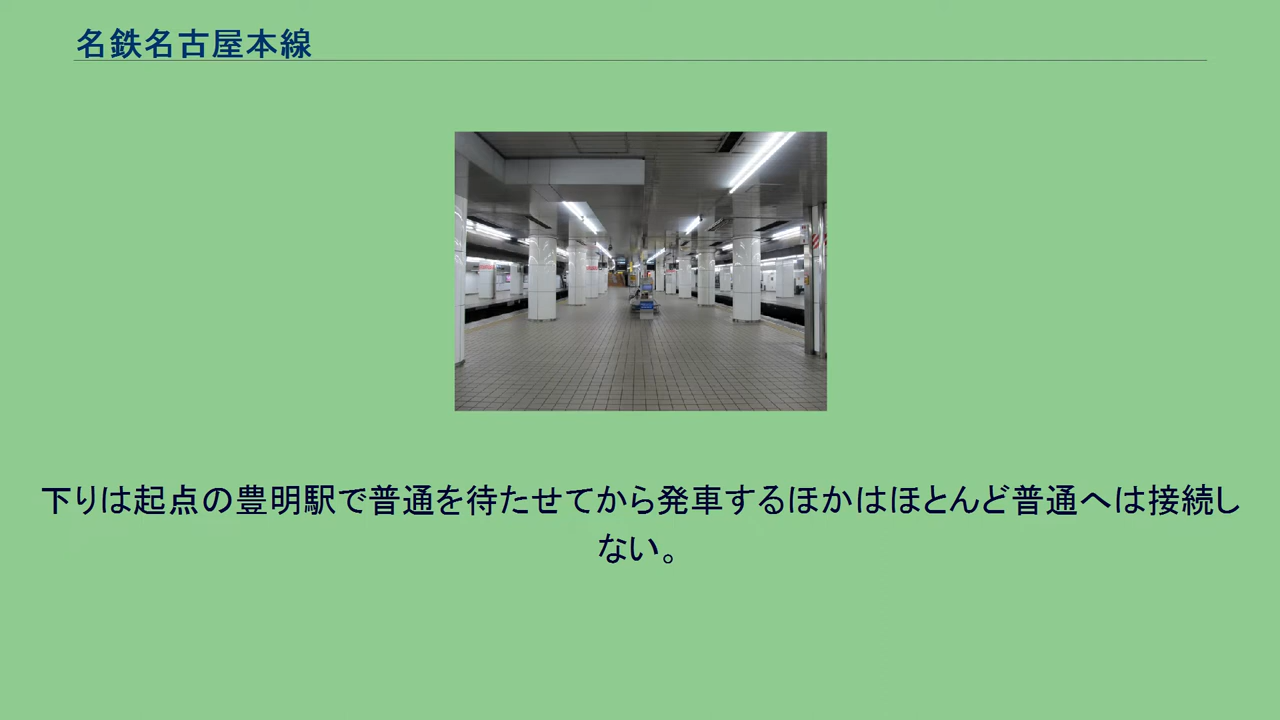 名鉄名古屋本線
下りは起点の豊明駅で普通を待たせてから発車するほかはほとんど普通へは接続し
ない。